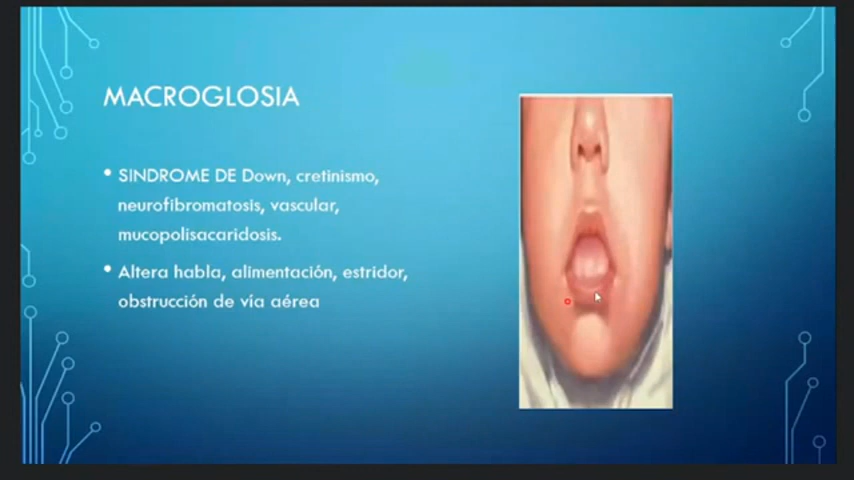 MACROGLOSIA
• SINDROME DE Down, cretinismo,
neurofibromatosis, vascular,
mucopolisacaridosis.
• Altera habla, alimentación, estridor,
obstrucción de vía aérea